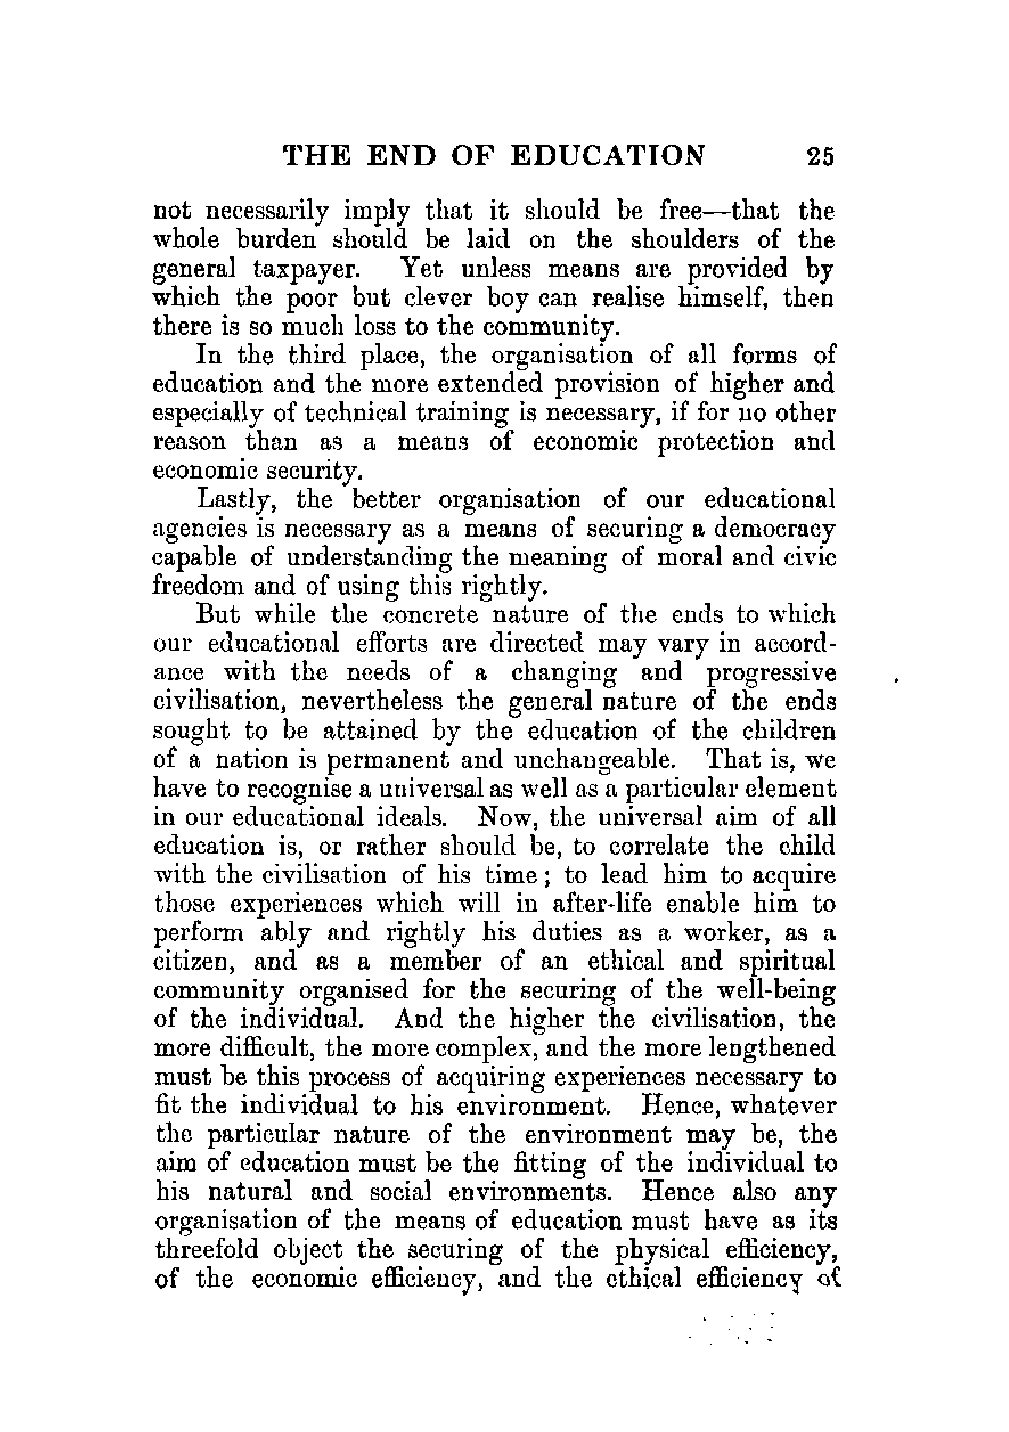 THE END OF EDUCATION 25
not necessarily imply that it should be free—that the
whole burden should be laid on the shoulders of the
general taxpayer. Yet unless means are provided by
which the poor but clever boy can realise himself, then
there is so much loss to the community.
In the third place, the organisation of all forms of
education and the more extended provision of higher and
especially of technical training is necessary, if for no other
reason than as a means of economic protection and
economic security.
Lastly, the better organisation of our educational
agencies is necessary as a means of securing a democracy
capable of understanding the meaning of moral and civic
freedom and of using this rightly.
But while the concrete nature of the ends to which
our educational efforts are directed may vary in accord-
ance with the needs of a changing and progressive
civilisation, nevertheless the general nature of the ends
sought to be attained by the education of the children
of a nation is permanent and unchangeable. That is, we
have to recognise a universal as well as a particular element
in our educational ideals. Now, the universal aim of all
education is, or rather should be, to correlate the child
with the civilisation of his time; to lead him to acquire
those experiences which will in after-life enable him to
perform ably and rightly his duties as a worker, as a
citizen, and as a member of an ethical and spiritual
community organised for the securing of the well-being
of the individual. And the higher the civilisation, the
more difficult, the more complex, and the more lengthened
must be this process of acquiring experiences necessary to
fit the individual to his environment. Hence, whatever
the particular nature of the environment may be, the
aim of education must be the fitting of the individual to
his natural and social environments. Hence also any
organisation of the means of education must have as its
threefold object the securing of the physical efficiency,
of the economic efficiency, and the ethical efficiency of